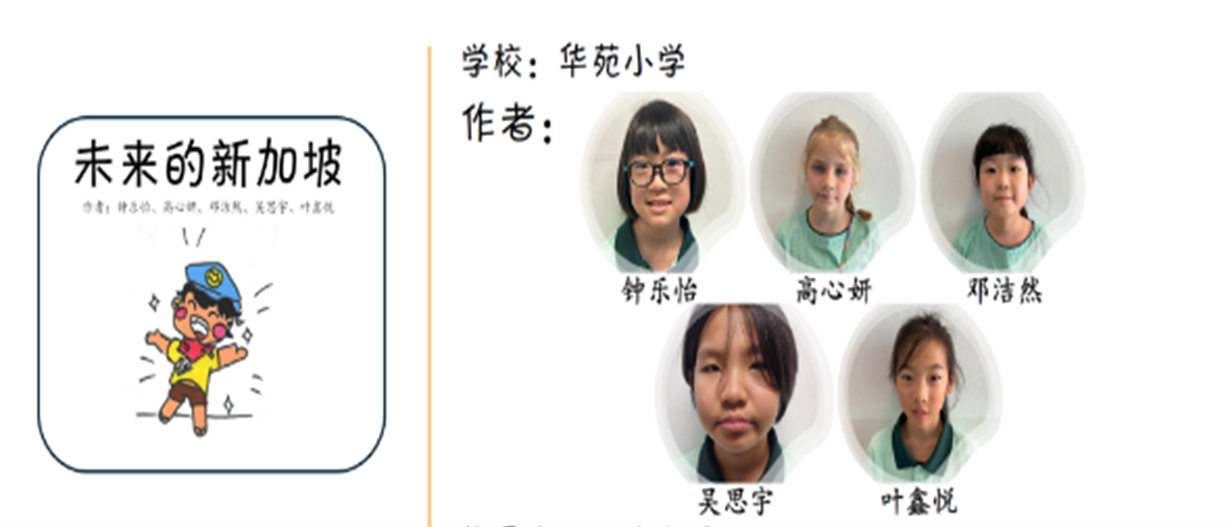 未来的新加坡
作者：钟乐怡、高心妍、邓洁然、吴思宇、叶鑫悦
学校：华苑小学
作者：
钟乐怡
高心妍
邓洁然
吴思宇
叶鑫悦